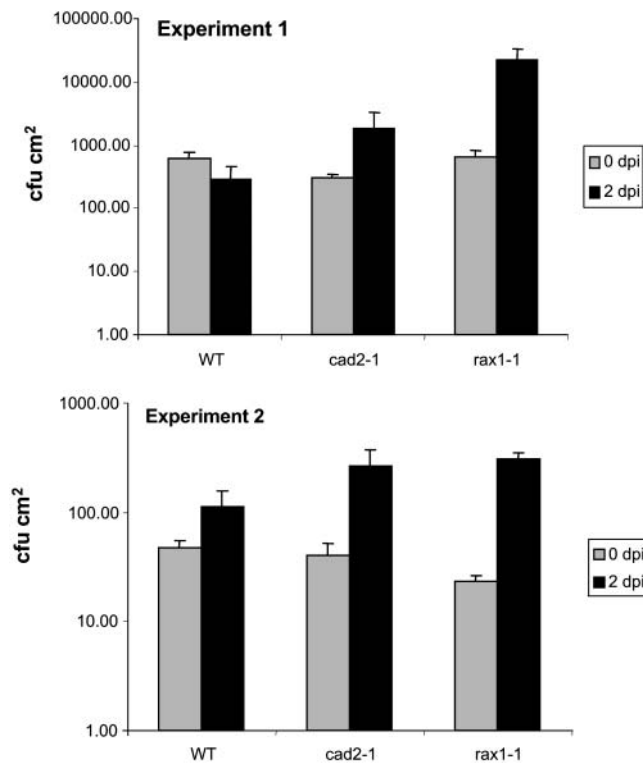 Experiment 1
100000.00
10000.00
1000.00
100.00
10.00
1.00
cfu cm²
WT cad2-1 rax1-1
0 dpi
2 dpi
Experiment 2
1000.00
100.00
10.00
1.00
cfu cm²
WT cad2-1 rax1-1
0 dpi
2 dpi